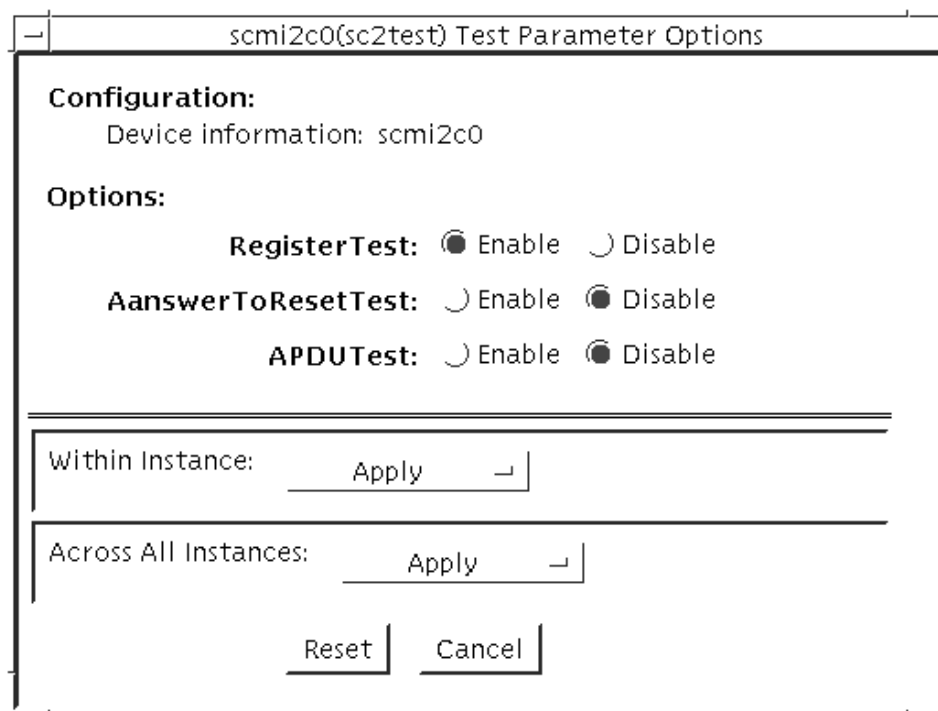 scmi2c0(sc2test) Test Parameter Options
Configuration:
Device information: scmi2c0
Options:
RegisterTest: Enable Disable
AanswerToResetTest: Enable Disable
APDUTest: Enable Disable
Within Instance: Apply
Across All Instances: Apply
Reset Cancel